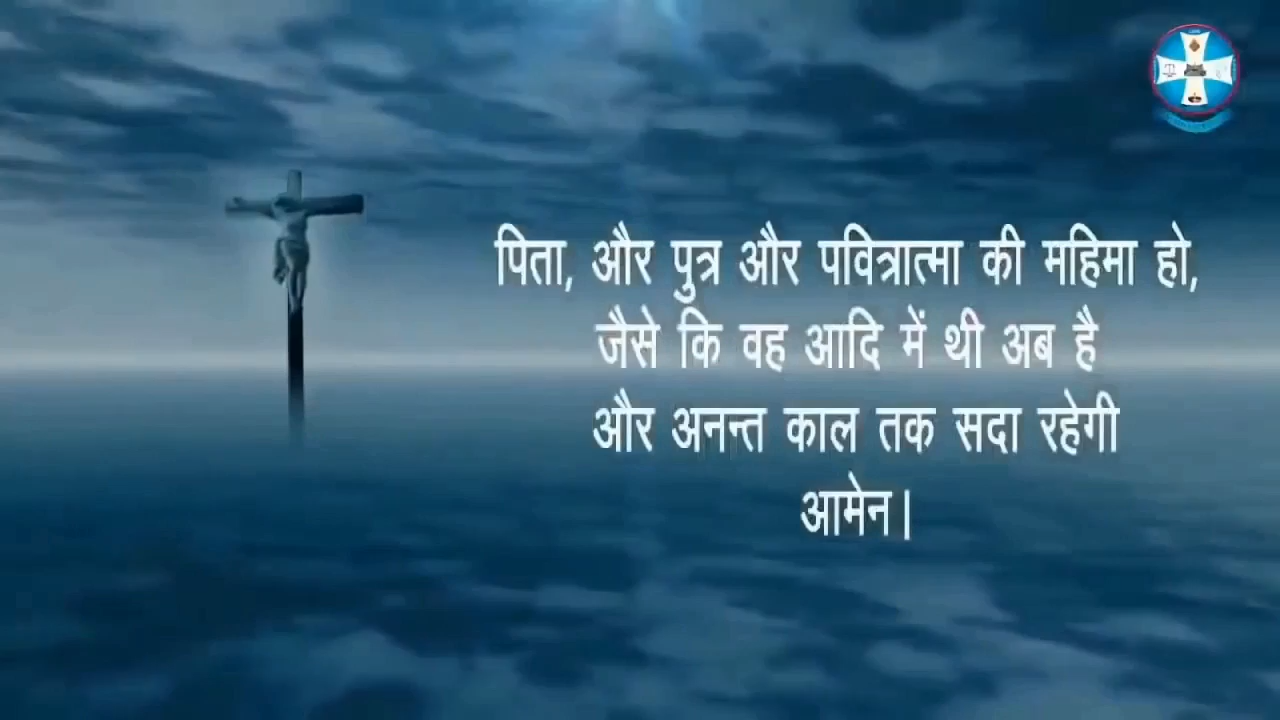 पिता, और पुत्र और पवित्रात्मा की महिमा हो,
जैसे कि वह आदि में थी अब है
और अनन्त काल तक सदा रहेगी
आमेन।